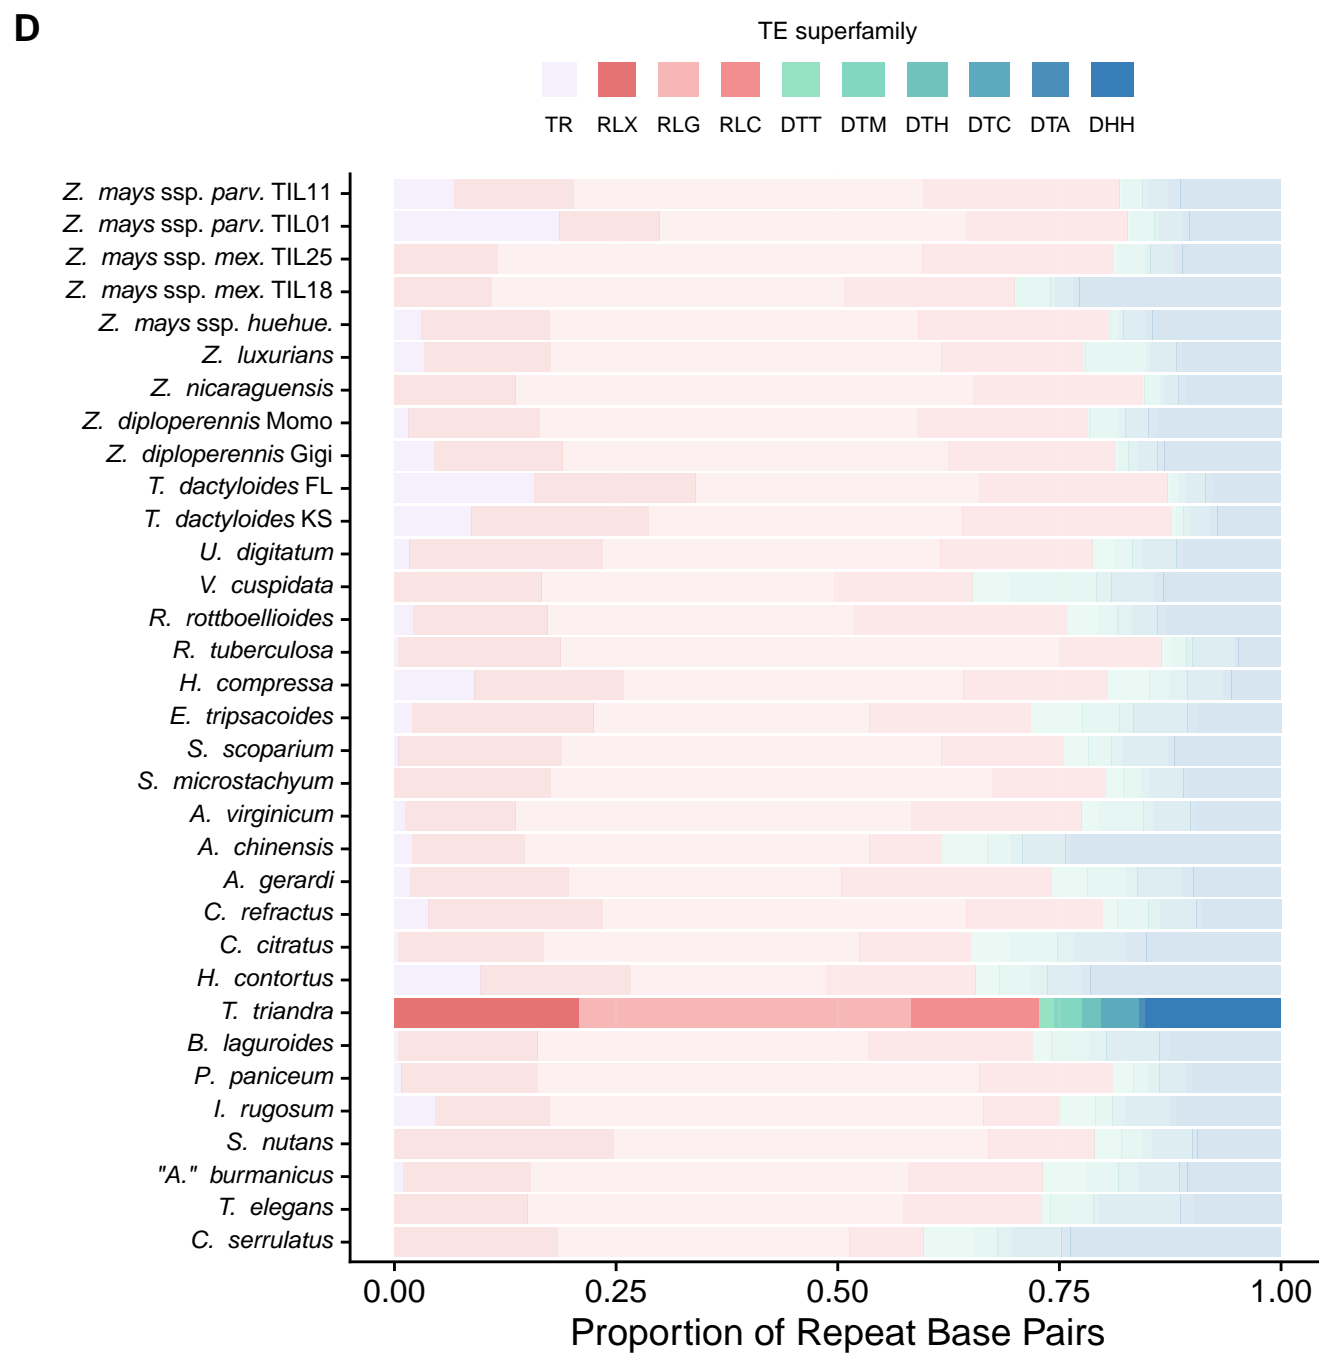 D
TE superfamily
TR RLX RLG RLC DTT DTM DTH DTC DTA DHH
Z. mays ssp. parv. TIL11
Z. mays ssp. parv. TIL01
Z. mays ssp. mex. TIL25
Z. mays ssp. mex. TIL18
Z. mays ssp. huehue.
Z. luxurians
Z. nicaraguensis
Z. diploperennis Momo
Z. diploperennis Gigi
T. dactyloides FL
T. dactyloides KS
U. digitatum
V. cuspidata
R. rottboellioides
R. tuberculosa
H. compressa
E. tripsacoides
S. scoparium
S. microstachyum
A. virginicum
A. chinensis
A. gerardi
C. refractus
C. citratus
H. contortus
T. triandra
B. laguroides
P. paniceum
I. rugosum
S. nutans
"A." burmanicus
T. elegans
C. serrulatus
0.00 0.25 0.50 0.75 1.00
Proportion of Repeat Base Pairs